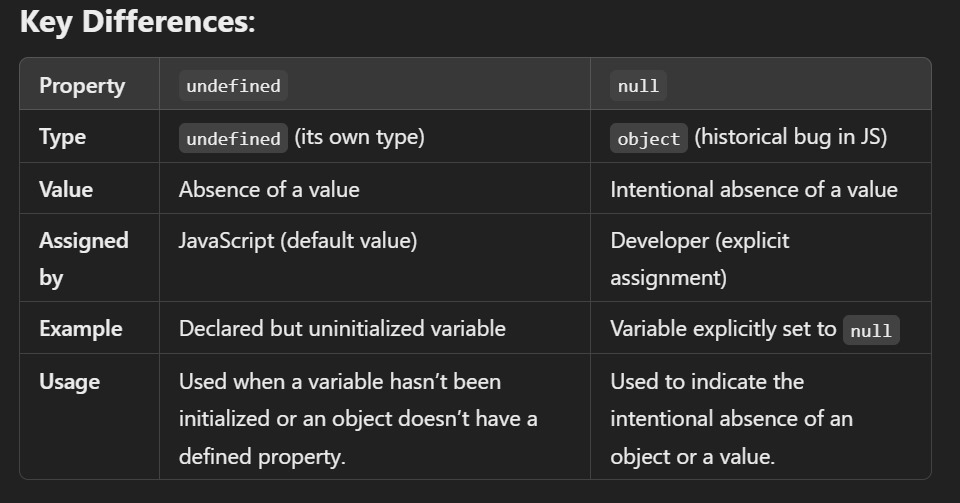 Key Differences:
Property undefined null
Type undefined (its own type) object (historical bug in JS)
Value Absence of a value Intentional absence of a value
Assigned by JavaScript (default value) Developer (explicit assignment)
Example Declared but uninitialized variable Variable explicitly set to null
Usage Used when a variable hasn’t been initialized or an object doesn’t have a defined property. Used to indicate the intentional absence of an object or a value.